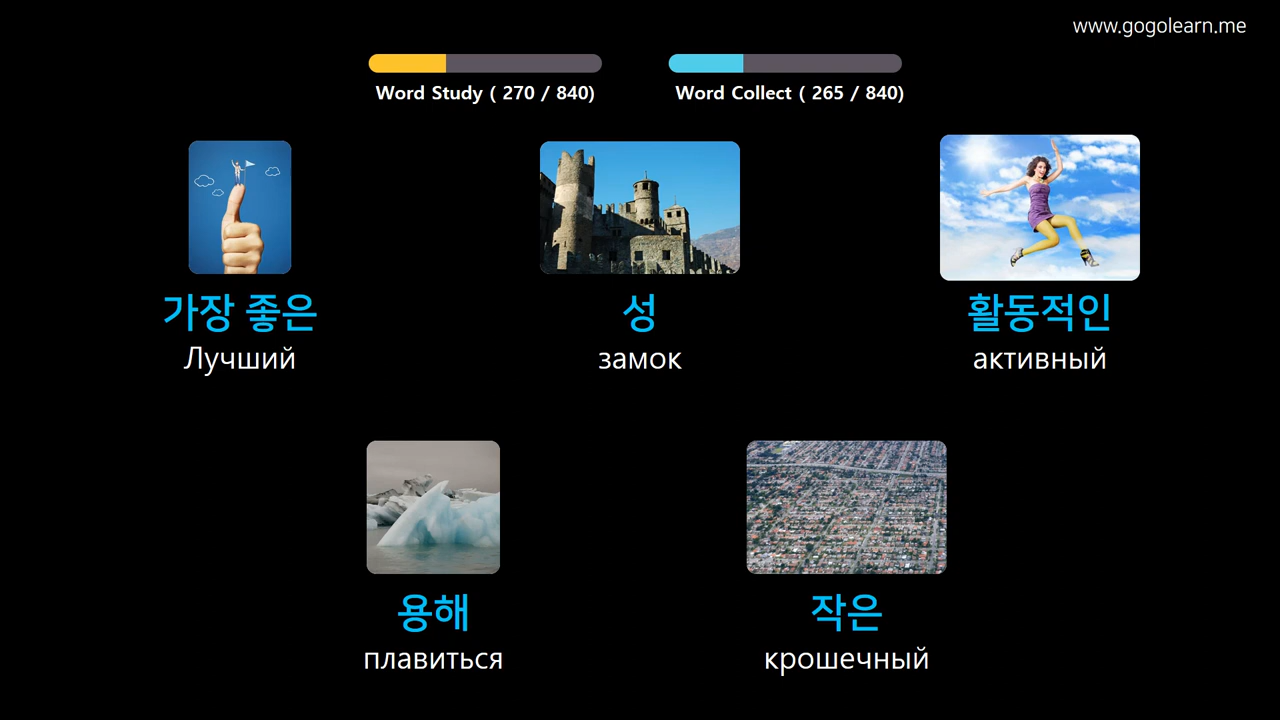 www.gogolearn.me
Word Study ( 270 / 840)
Word Collect ( 265 / 840)
가장 좋은
Лучший
성
замок
활동적인
активный
용해
плавиться
작은
крошечный